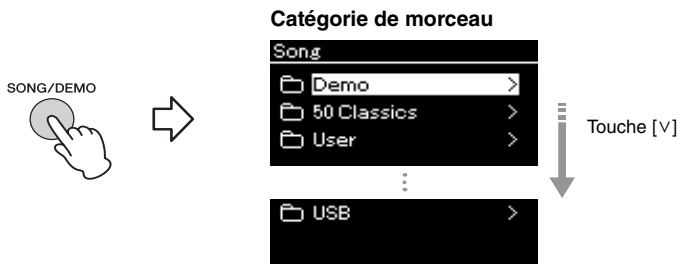 Catégorie de morceau
SONG/DEMO
Song
Demo >
50 Classics >
User >
Touche [∨]
USB >